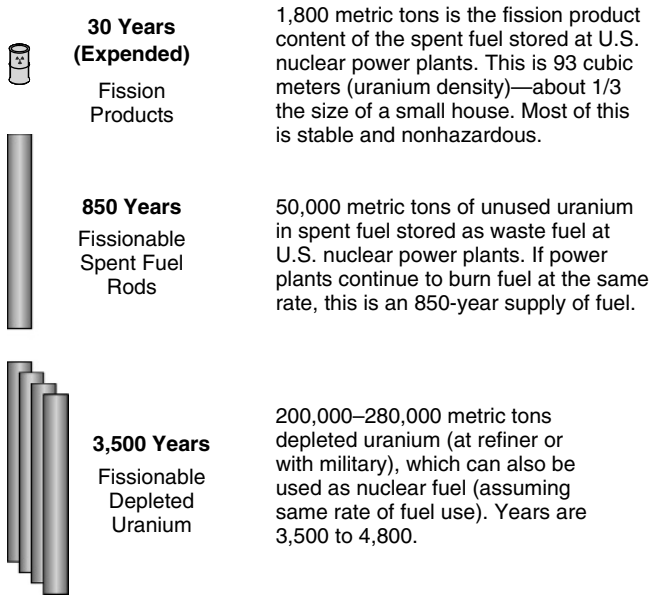 30 Years
(Expended)
Fission
Products
1,800 metric tons is the fission product
content of the spent fuel stored at U.S.
nuclear power plants. This is 93 cubic
meters (uranium density)—about 1/3
the size of a small house. Most of this
is stable and nonhazardous.
850 Years
Fissionable
Spent Fuel
Rods
50,000 metric tons of unused uranium
in spent fuel stored as waste fuel at
U.S. nuclear power plants. If power
plants continue to burn fuel at the same
rate, this is an 850-year supply of fuel.
3,500 Years
Fissionable
Depleted
Uranium
200,000–280,000 metric tons
depleted uranium (at refiner or
with military), which can also be
used as nuclear fuel (assuming
same rate of fuel use). Years are
3,500 to 4,800.